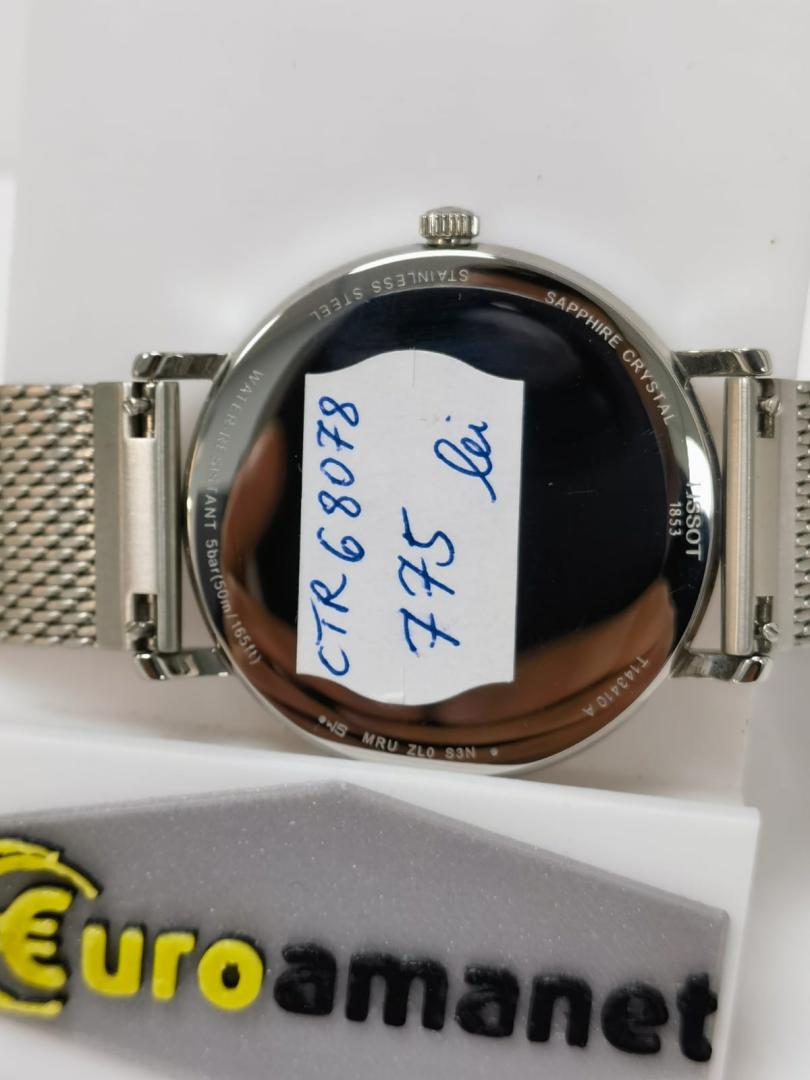 STAINLESS STEEL
SAPPHIRE CRYSTAL
WATER-RESISTANT 5bar(50m/165ft)
TISSOT
1853
T143410 A
MRU ZL0 S3N
CTR 68078
775 lei
€uroamanet